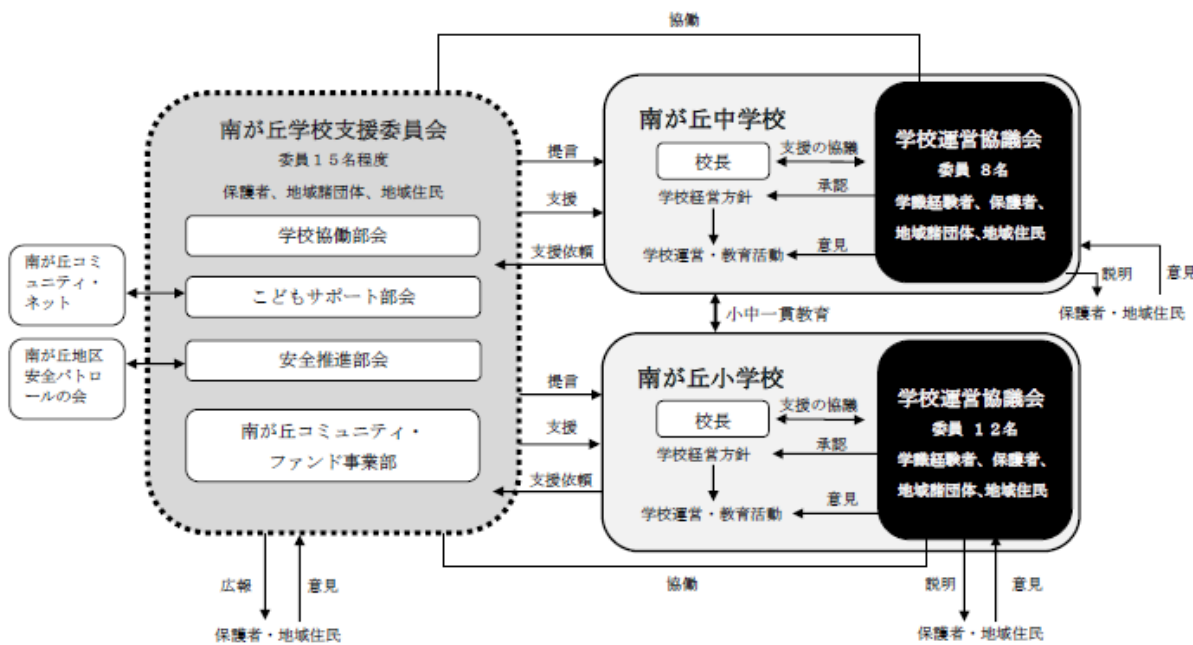 協働
南が丘学校支援委員会
委員15名程度
保護者、地域諸団体、地域住民
学校協働部会
こどもサポート部会
安全推進部会
南が丘コミュニティ・
ファンド事業部
南が丘コミ
ュニティ・
ネット
南が丘地区
安全パトロ
ールの会
広報
意見
保護者・地域住民
提言
支援
支援依頼
南が丘中学校
校長
支援の協議
学校経営方針
承認
学校運営・教育活動
意見
学校運営協議会
委員 8名
学識経験者、保護者、
地域諸団体、地域住民
説明
意見
保護者・地域住民
小中一貫教育
提言
支援
支援依頼
南が丘小学校
校長
支援の協議
学校経営方針
承認
学校運営・教育活動
意見
学校運営協議会
委員 12名
学識経験者、保護者、
地域諸団体、地域住民
協働
説明
意見
保護者・地域住民